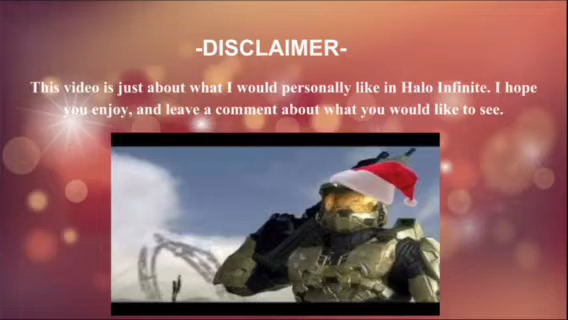 -DISCLAIMER-
This video is just about what I would personally like in Halo Infinite. I hope
you enjoy, and leave a comment about what you would like to see.